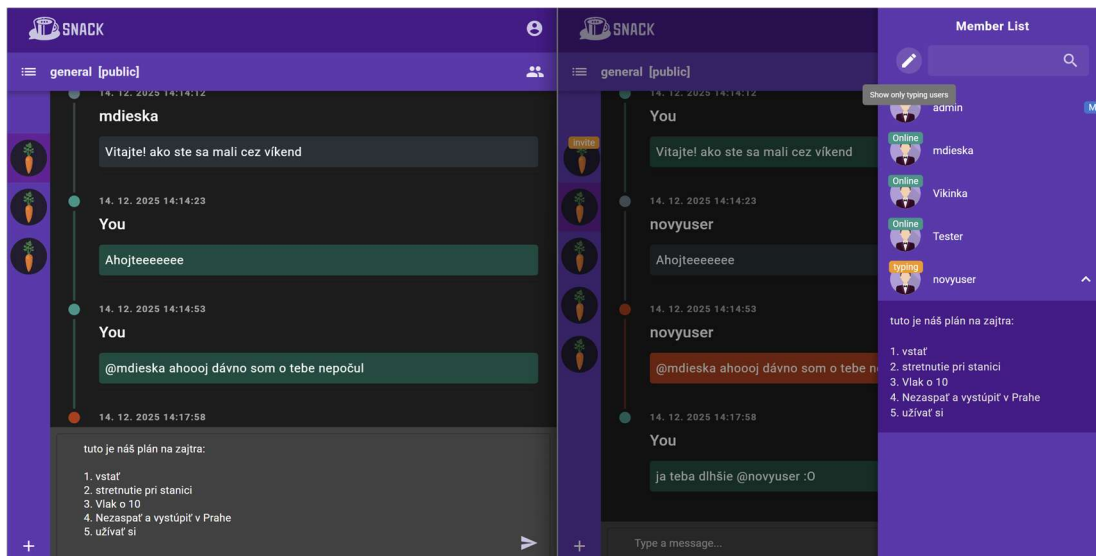 SNACK
general [public]
14. 12. 2025 14:14:12
mdieska
Vitajte! ako ste sa mali cez víkend
14. 12. 2025 14:14:23
You
Ahojteeeeeee
14. 12. 2025 14:14:53
You
@mdieska ahoooj dávno som o tebe nepočul
14. 12. 2025 14:17:58
tuto je náš plán na zajtra:
1. vstať
2. stretnutie pri stanici
3. Vlak o 10
4. Nezaspať a vystúpiť v Prahe
5. užívať si
+
SNACK
general [public]
invite
14. 12. 2025 14:14:12
You
Vitajte! ako ste sa mali cez víkend
14. 12. 2025 14:14:23
novyuser
Ahojteeeeeee
14. 12. 2025 14:14:53
novyuser
@mdieska ahoooj dávno som o tebe n
14. 12. 2025 14:17:58
You
ja teba dlhšie @novyuser :O
+
Type a message...
Member List
Show only typing users
admin
M
Online
mdieska
Online
Vikinka
Online
Tester
typing
novyuser
tuto je náš plán na zajtra:
1. vstať
2. stretnutie pri stanici
3. Vlak o 10
4. Nezaspať a vystúpiť v Prahe
5. užívať si